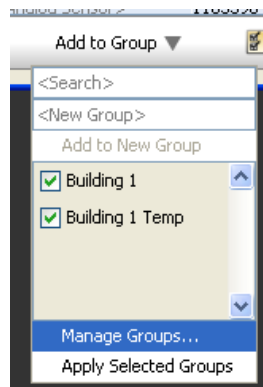 Add to Group ▼
<Search>
<New Group>
Add to New Group
Building 1
Building 1 Temp
Manage Groups...
Apply Selected Groups